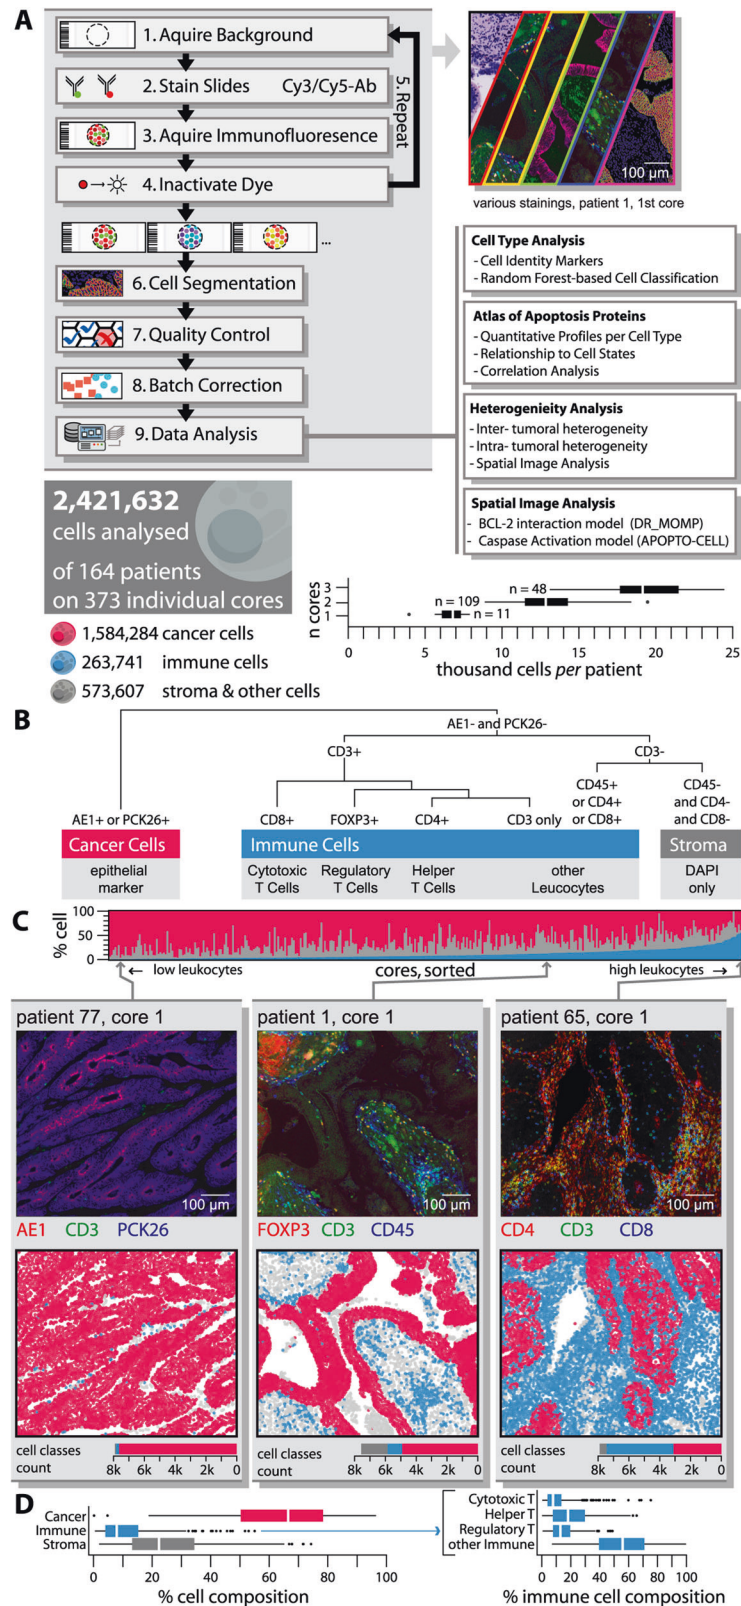 A
1. Aquire Background
2. Stain Slides Cy3/Cy5-Ab
3. Aquire Immunofluoresence
4. Inactivate Dye
5. Repeat
...
6. Cell Segmentation
7. Quality Control
8. Batch Correction
9. Data Analysis
100 µm
various stainings, patient 1, 1st core
Cell Type Analysis
- Cell Identity Markers
- Random Forest-based Cell Classification
Atlas of Apoptosis Proteins
- Quantitative Profiles per Cell Type
- Relationship to Cell States
- Correlation Analysis
Heterogenieity Analysis
- Inter- tumoral heterogeneity
- Intra- tumoral heterogeneity
- Spatial Image Analysis
Spatial Image Analysis
- BCL-2 interaction model (DR_MOMP)
- Caspase Activation model (APOPTO-CELL)
2,421,632
cells analysed
of 164 patients
on 373 individual cores
1,584,284 cancer cells
263,741 immune cells
573,607 stroma & other cells
n cores
3
2
1
n = 48
n = 109
n = 11
0 5 10 15 20 25
thousand cells per patient
B
AE1- and PCK26-
CD3+ CD3-
AE1+ or PCK26+
CD8+ FOXP3+ CD4+ CD3 only
CD45+
or CD4+
or CD8+
CD45-
and CD4-
and CD8-
Cancer Cells Immune Cells Stroma
epithelial
marker
Cytotoxic
T Cells
Regulatory
T Cells
Helper
T Cells
other
Leucocytes
DAPI
only
C
% cell
100
50
0
← low leukocytes cores, sorted high leukocytes →
patient 77, core 1
100 µm
AE1 CD3 PCK26
cell classes
count
8k 6k 4k 2k 0
patient 1, core 1
100 µm
FOXP3 CD3 CD45
cell classes
count
8k 6k 4k 2k 0
patient 65, core 1
100 µm
CD4 CD3 CD8
cell classes
count
8k 6k 4k 2k 0
D
Cancer
Immune
Stroma
0 20 40 60 80 100
% cell composition
Cytotoxic T
Helper T
Regulatory T
other Immune
0 20 40 60 80 100
% immune cell composition